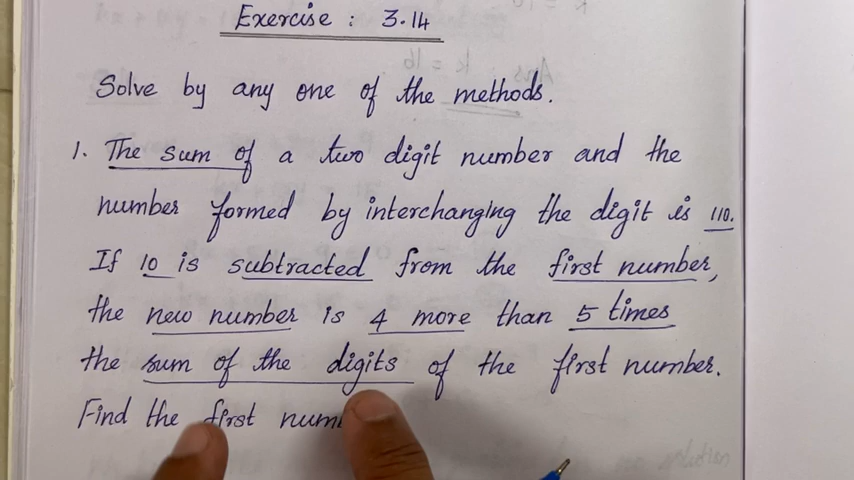 Exercise : 3.14
Solve by any one of the methods.
1. The sum of a two digit number and the
number formed by interchanging the digit is 110.
If 10 is subtracted from the first number,
the new number is 4 more than 5 times
the sum of the digits of the first number.
Find the first